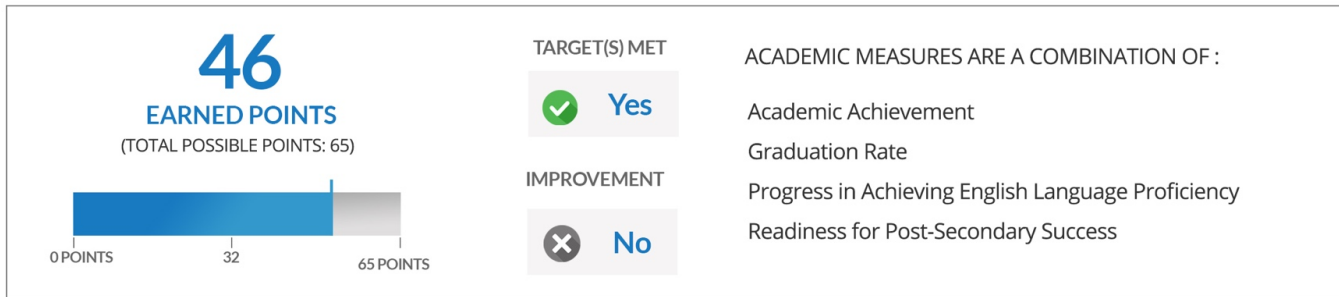 46
EARNED POINTS
(TOTAL POSSIBLE POINTS: 65)
0 POINTS
32
65 POINTS
TARGET(S) MET
Yes
IMPROVEMENT
No
ACADEMIC MEASURES ARE A COMBINATION OF :
Academic Achievement
Graduation Rate
Progress in Achieving English Language Proficiency
Readiness for Post-Secondary Success